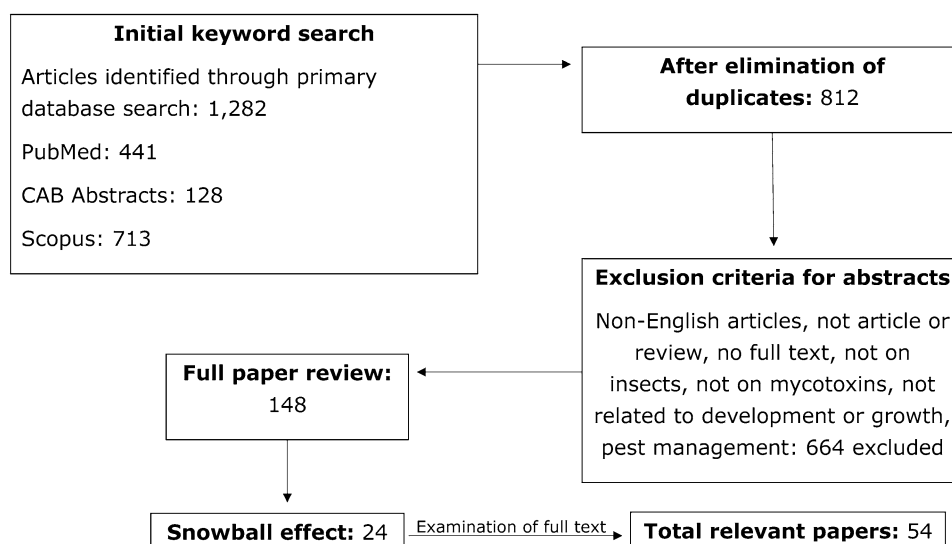 Initial keyword search
Articles identified through primary
database search: 1,282
PubMed: 441
CAB Abstracts: 128
Scopus: 713
After elimination of
duplicates: 812
Exclusion criteria for abstracts
Non-English articles, not article or
review, no full text, not on
insects, not on mycotoxins, not
related to development or growth,
pest management: 664 excluded
Full paper review:
148
Snowball effect: 24
Examination of full text
Total relevant papers: 54